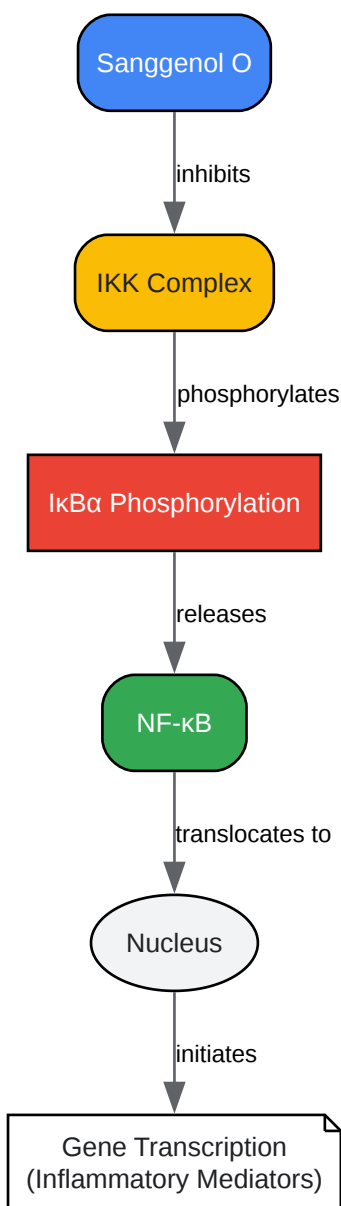 Sanggenol O
inhibits
IKK Complex
phosphorylates
IκBα Phosphorylation
releases
NF-κB
translocates to
Nucleus
initiates
Gene Transcription
(Inflammatory Mediators)